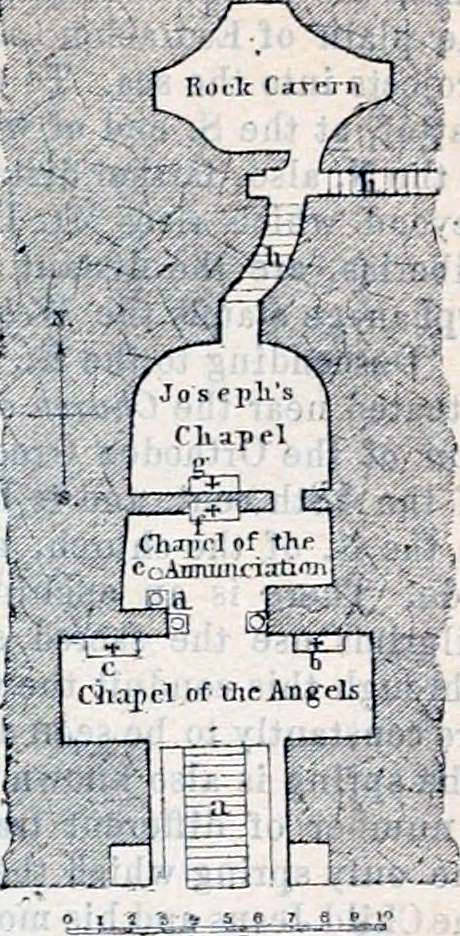 Rock Cavern
h
h
N.
Joseph's
Chapel
S.
g
f
Chapel of the
e Annunciation
d
c
b
Chapel of the Angels
a
0 1 2 3 4 5 6 7 8 9 10